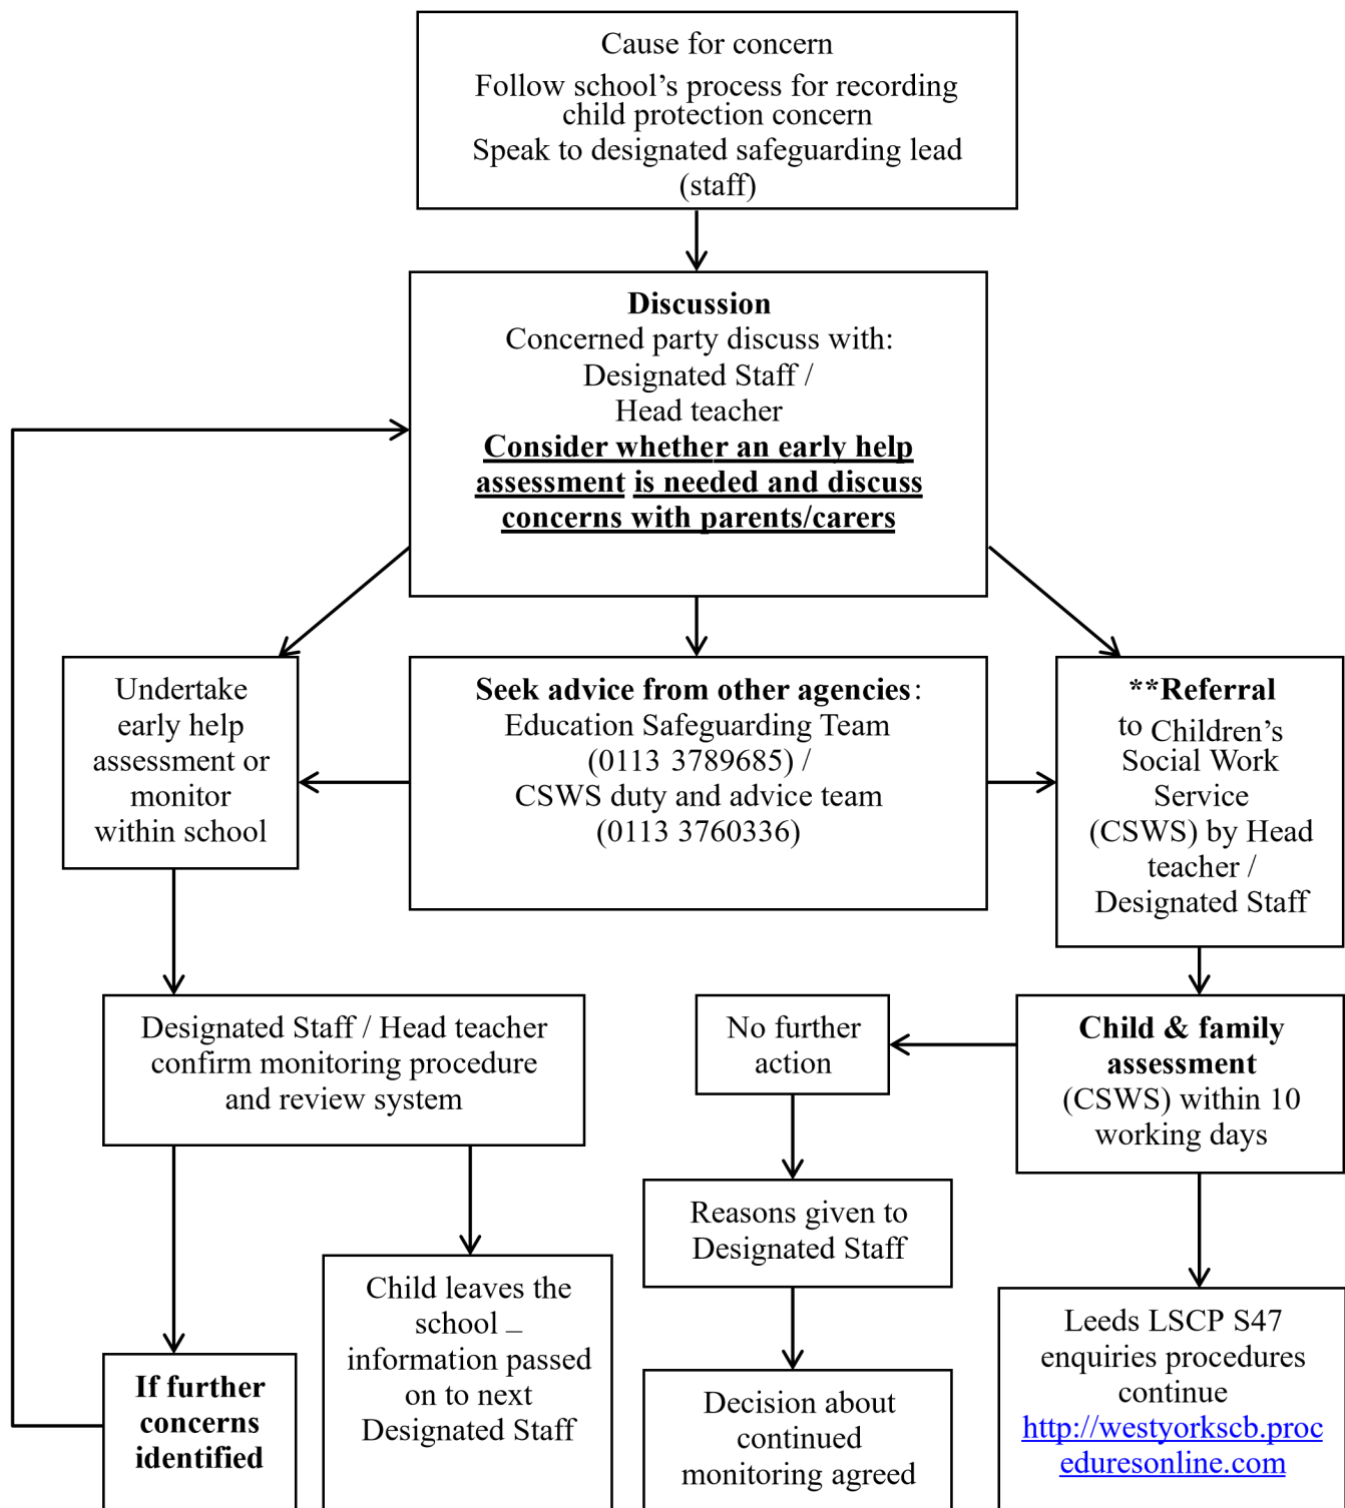 Cause for concern
Follow school’s process for recording
child protection concern
Speak to designated safeguarding lead
(staff)
Discussion
Concerned party discuss with:
Designated Staff /
Head teacher
Consider whether an early help
assessment is needed and discuss
concerns with parents/carers
Undertake
early help
assessment or
monitor
within school
Seek advice from other agencies:
Education Safeguarding Team
(0113 3789685) /
CSWS duty and advice team
(0113 3760336)
**Referral
to Children’s
Social Work
Service
(CSWS) by Head
teacher /
Designated Staff
Designated Staff / Head teacher
confirm monitoring procedure
and review system
No further
action
Child & family
assessment
(CSWS) within 10
working days
Reasons given to
Designated Staff
If further
concerns
identified
Child leaves the
school –
information passed
on to next
Designated Staff
Decision about
continued
monitoring agreed
Leeds LSCP S47
enquiries procedures
continue
http://westyorkscb.proc
eduresonline.com